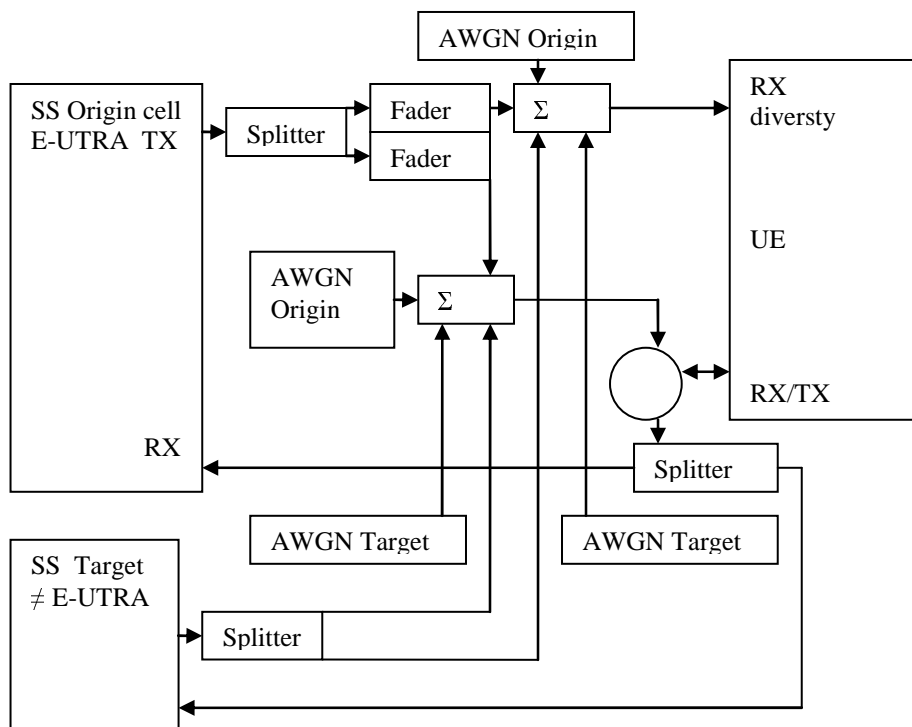 AWGN Origin
SS Origin cell
E-UTRA TX
Splitter
Fader
Fader
Σ
RX
diversty
UE
RX/TX
AWGN
Origin
Σ
RX
Splitter
AWGN Target
AWGN Target
SS Target
≠ E-UTRA
Splitter